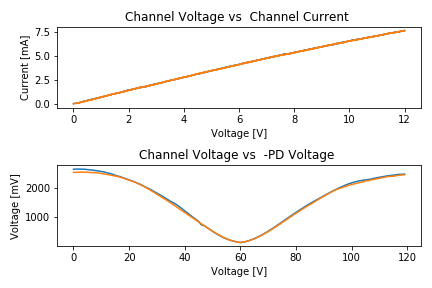 Channel Voltage vs  Channel Current
Current [mA]
7.5
5.0
2.5
0.0
0 2 4 6 8 10 12
Voltage [V]
Channel Voltage vs  -PD Voltage
Voltage [mV]
2000
1000
0 20 40 60 80 100 120
Voltage [V]